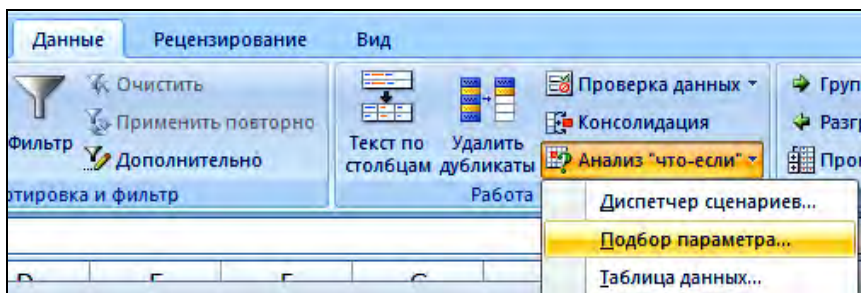 Данные Рецензирование Вид
Очистить
Применить повторно
Дополнительно
Фильтр
Текст по столбцам
Удалить дубликаты
Проверка данных
Консолидация
Анализ "что-если"
и фильтр
Работа
Диспетчер сценариев...
Подбор параметра...
Таблица данных...